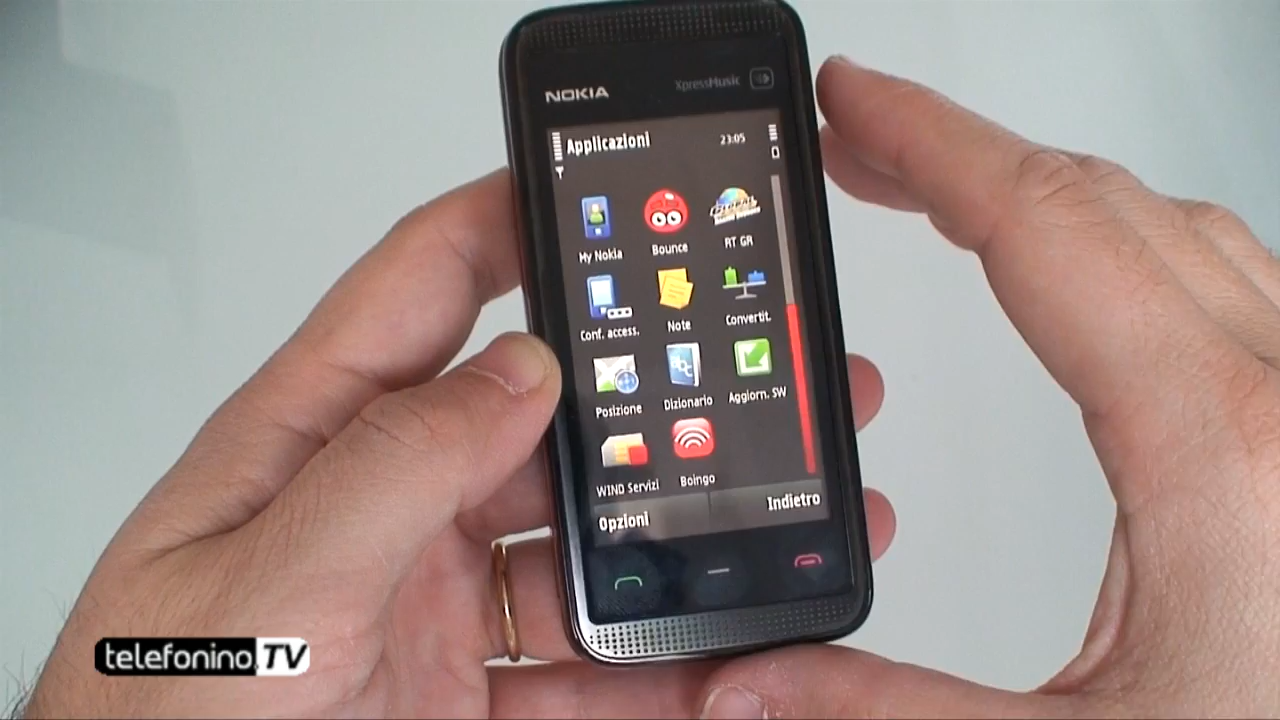 NOKIA
XpressMusic
Applicazioni
23:05
My Nokia
Bounce
RT GR
Conf. access.
Note
Convertit.
Posizione
Dizionario
Aggiorn. SW
WIND Servizi
Boingo
Opzioni
Indietro
telefonino.TV